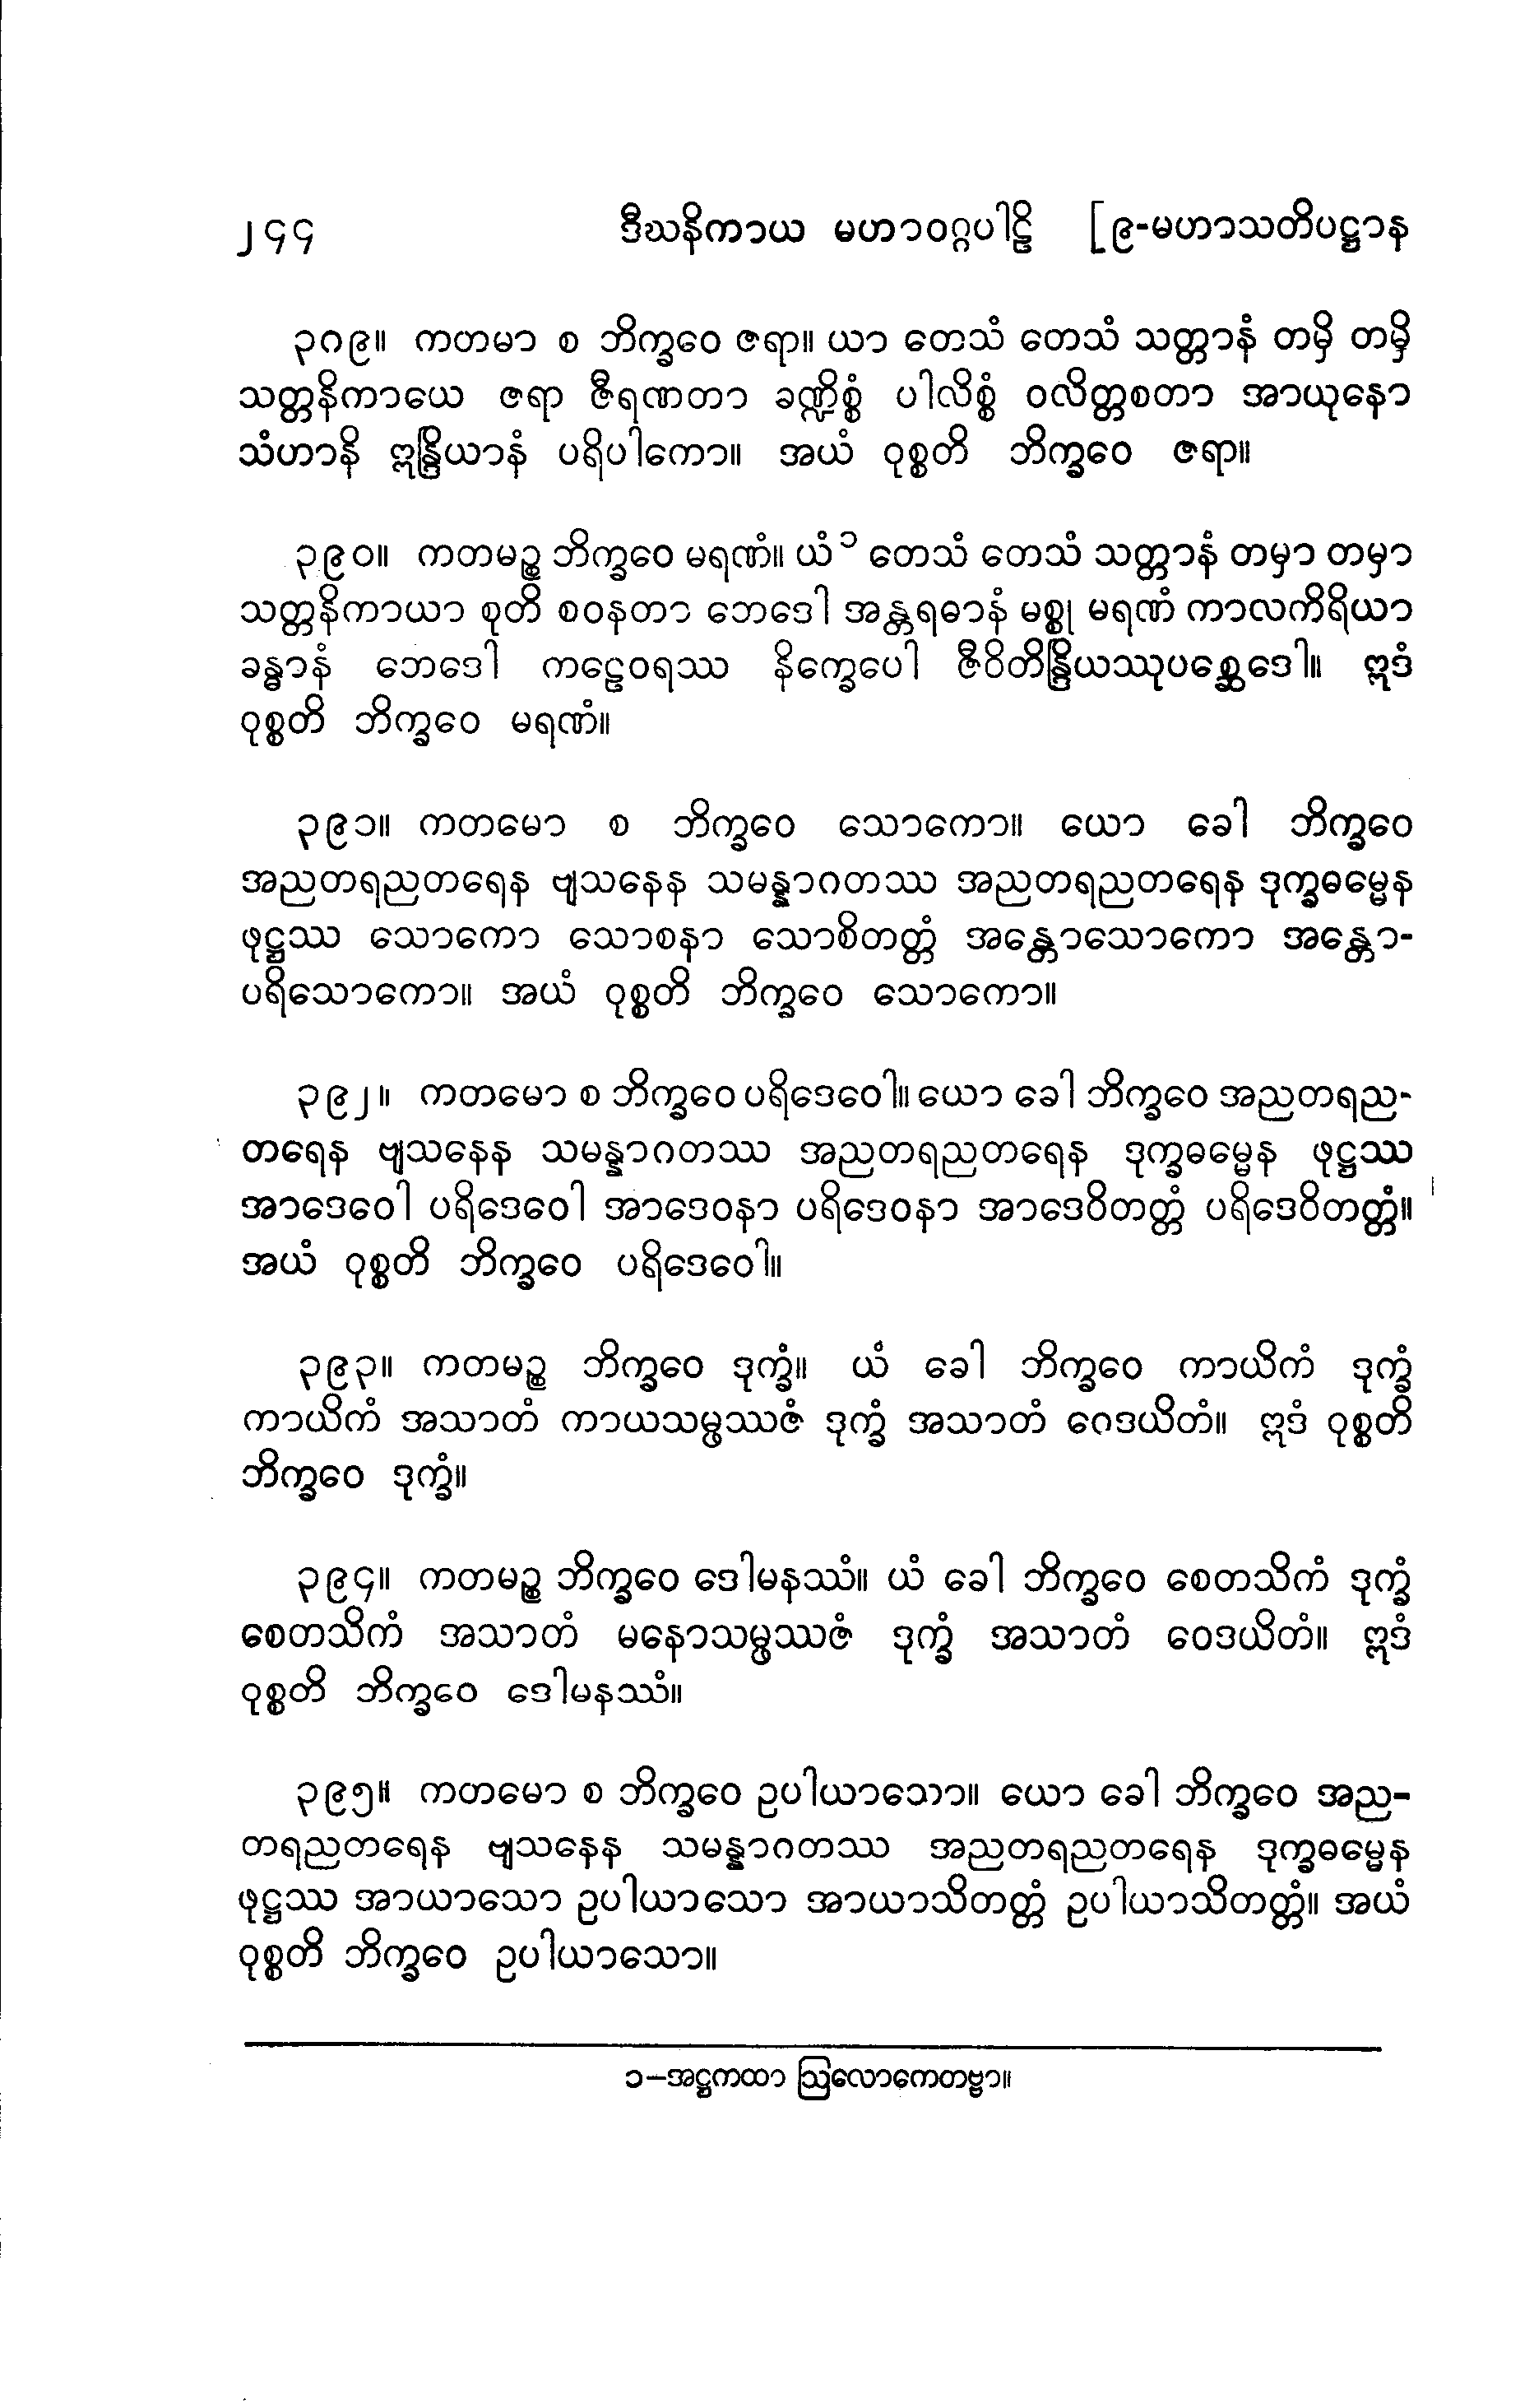 ၂၄၄ ဒီဃနိကာယ မဟာဝဂ္ဂပါဠိ [၉-မဟာသတိပဋ္ဌာန
၃၈၉။ ကတမာ စ ဘိက္ခဝေ ဇရာ။ ယာ တေသံ တေသံ သတ္တာနံ တမှိ တမှိ
သတ္တနိကာယေ ဇရာ ဇီရဏတာ ခဏ္ဍိစ္စံ ပါလိစ္စံ ဝလိတ္တစတာ အာယုနော
သံဟာနိ ဣန္ဒြိယာနံ ပရိပါကော။ အယံ ဝုစ္စတိ ဘိက္ခဝေ ဇရာ။
၃၉၀။ ကတမဉ္စ ဘိက္ခဝေ မရဏံ။ ယံ၁ တေသံ တေသံ သတ္တာနံ တမှာ တမှာ
သတ္တနိကာယာ စုတိ စဝနတာ ဘေဒေါ အန္တရဓာနံ မစ္စု မရဏံ ကာလကိရိယာ
ခန္ဓာနံ ဘေဒေါ ကဠေဝရဿ နိက္ခေပေါ ဇီဝိတိန္ဒြိယဿုပစ္ဆေဒေါ။ ဣဒံ
ဝုစ္စတိ ဘိက္ခဝေ မရဏံ။
၃၉၁။ ကတမော စ ဘိက္ခဝေ သောကော။ ယော ခေါ ဘိက္ခဝေ
အညတရညတရေန ဗျသနေန သမန္နာဂတဿ အညတရညတရေန ဒုက္ခဓမ္မေန
ဖုဋ္ဌဿ သောကော သောစနာ သောစိတတ္တံ အန္တောသောကော အန္တော-
ပရိသောကော။ အယံ ဝုစ္စတိ ဘိက္ခဝေ သောကော။
၃၉၂။ ကတမော စ ဘိက္ခဝေ ပရိဒေဝေါ။ ယော ခေါ ဘိက္ခဝေ အညတရည-
တရေန ဗျသနေန သမန္နာဂတဿ အညတရညတရေန ဒုက္ခဓမ္မေန ဖုဋ္ဌဿ
အာဒေဝေါ ပရိဒေဝေါ အာဒေဝနာ ပရိဒေဝနာ အာဒေဝိတတ္တံ ပရိဒေဝိတတ္တံ။
အယံ ဝုစ္စတိ ဘိက္ခဝေ ပရိဒေဝေါ။
၃၉၃။ ကတမဉ္စ ဘိက္ခဝေ ဒုက္ခံ။ ယံ ခေါ ဘိက္ခဝေ ကာယိကံ ဒုက္ခံ
ကာယိကံ အသာတံ ကာယသမ္ဖဿဇံ ဒုက္ခံ အသာတံ ဂေဒယိတံ။ ဣဒံ ဝုစ္စတိ
ဘိက္ခဝေ ဒုက္ခံ။
၃၉၄။ ကတမဉ္စ ဘိက္ခဝေ ဒေါမနဿံ။ ယံ ခေါ ဘိက္ခဝေ စေတသိကံ ဒုက္ခံ
စေတသိကံ အသာတံ မနောသမ္ဖဿဇံ ဒုက္ခံ အသာတံ ဝေဒယိတံ။ ဣဒံ
ဝုစ္စတိ ဘိက္ခဝေ ဒေါမနဿံ။
၃၉၅။ ကတမော စ ဘိက္ခဝေ ဥပါယာသော။ ယော ခေါ ဘိက္ခဝေ အည-
တရညတရေန ဗျသနေန သမန္နာဂတဿ အညတရညတရေန ဒုက္ခဓမ္မေန
ဖုဋ္ဌဿ အာယာသော ဥပါယာသော အာယာသိတတ္တံ ဥပါယာသိတတ္တံ။ အယံ
ဝုစ္စတိ ဘိက္ခဝေ ဥပါယာသော။
၁−အဋ္ဌကထာ ဩလောကေတဗ္ဗာ။